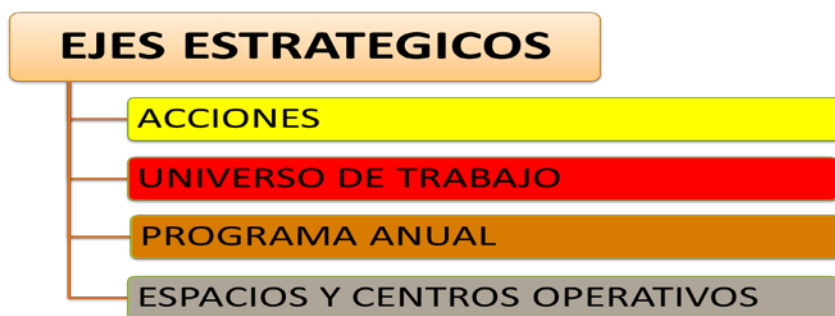 EJES ESTRATEGICOS
ACCIONES
UNIVERSO DE TRABAJO
PROGRAMA ANUAL
ESPACIOS Y CENTROS OPERATIVOS